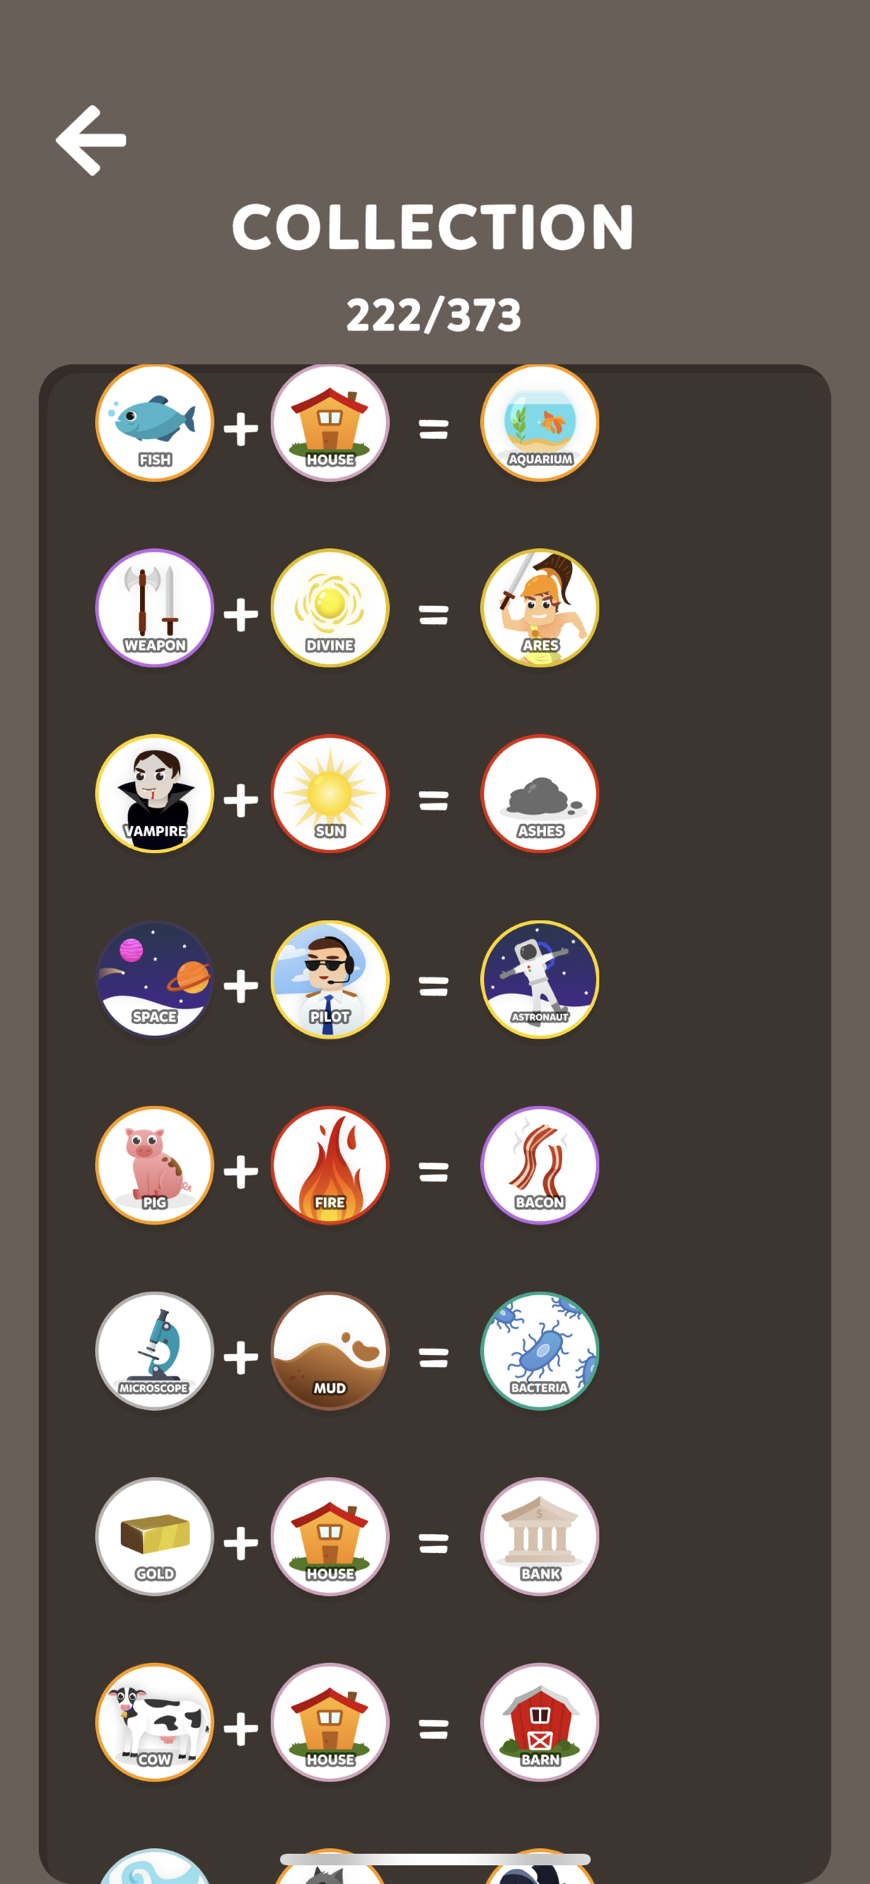 COLLECTION
222/373
FISH + HOUSE = AQUARIUM
WEAPON + DIVINE = ARES
VAMPIRE + SUN = ASHES
SPACE + PILOT = ASTRONAUT
PIG + FIRE = BACON
MICROSCOPE + MUD = BACTERIA
GOLD + HOUSE = BANK
$
COW + HOUSE = BARN